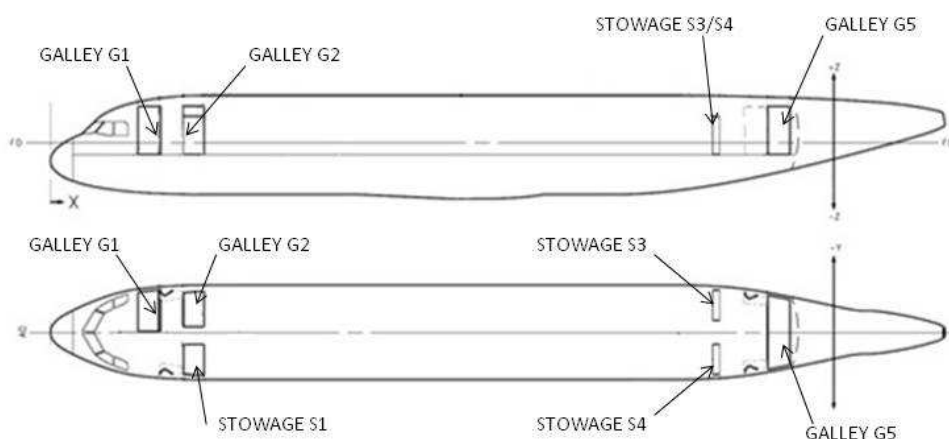 STOWAGE S3/S4
GALLEY G5
GALLEY G1
GALLEY G2
+Z
X
-Z
GALLEY G1
GALLEY G2
STOWAGE S3
+Y
STOWAGE S1
STOWAGE S4
GALLEY G5